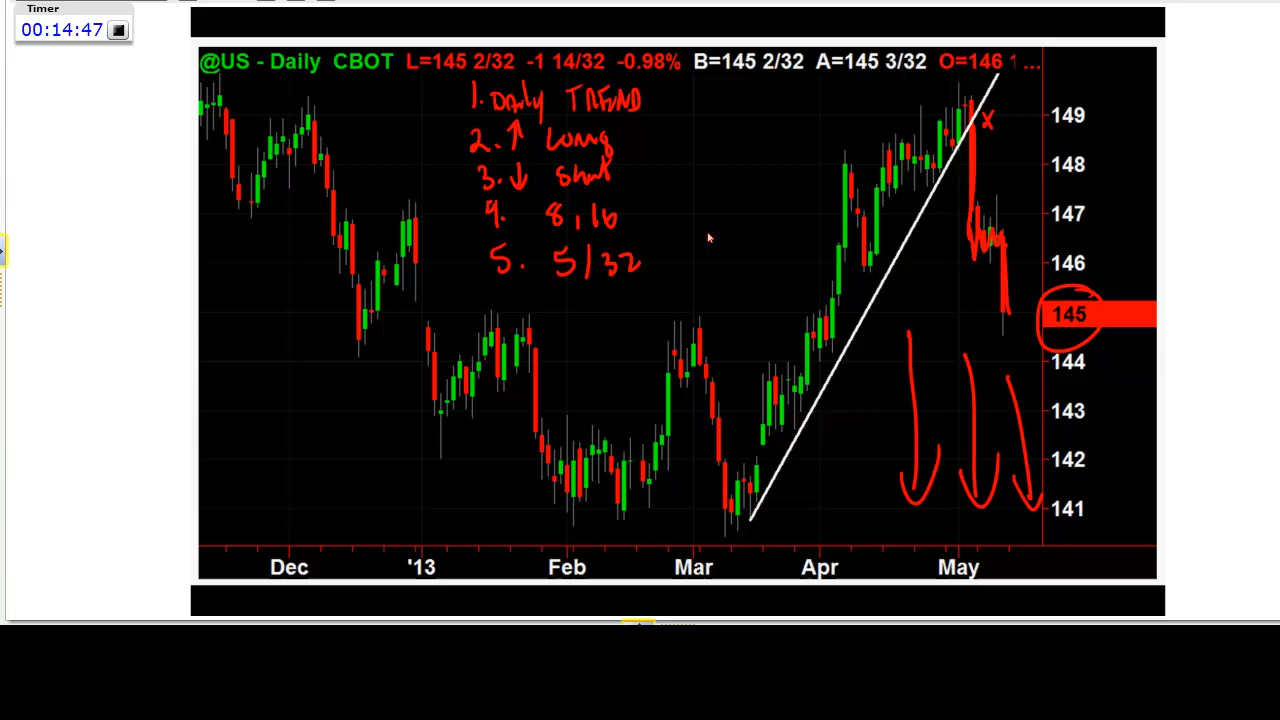 Timer
00:14:47
@US - Daily CBOT L=145 2/32 -1 14/32 -0.98% B=145 2/32 A=145 3/32 O=146 1 ...
1. Daily TREND
2. ↑ Long
3. ↓ Short
4. 8, 16
5. 5/32
X
149
148
147
146
145
144
143
142
141
Dec '13 Feb Mar Apr May